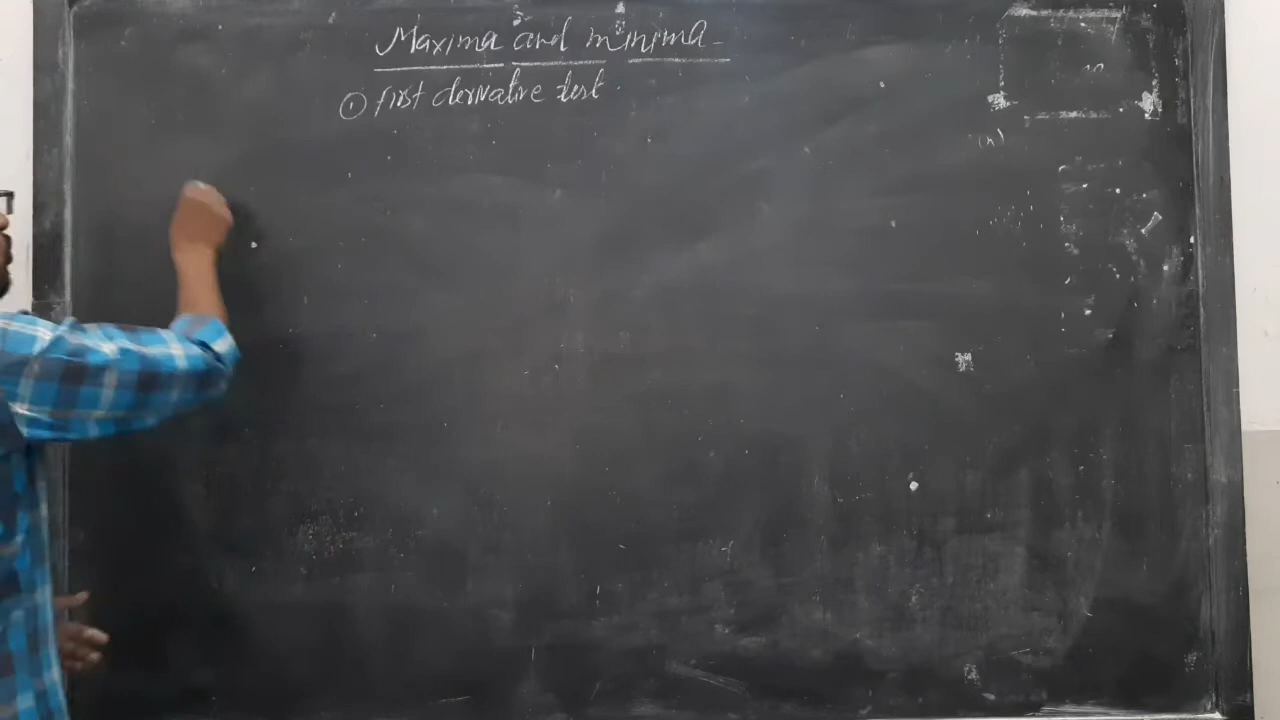 Maxima and minima
① first derivative test.
(n)